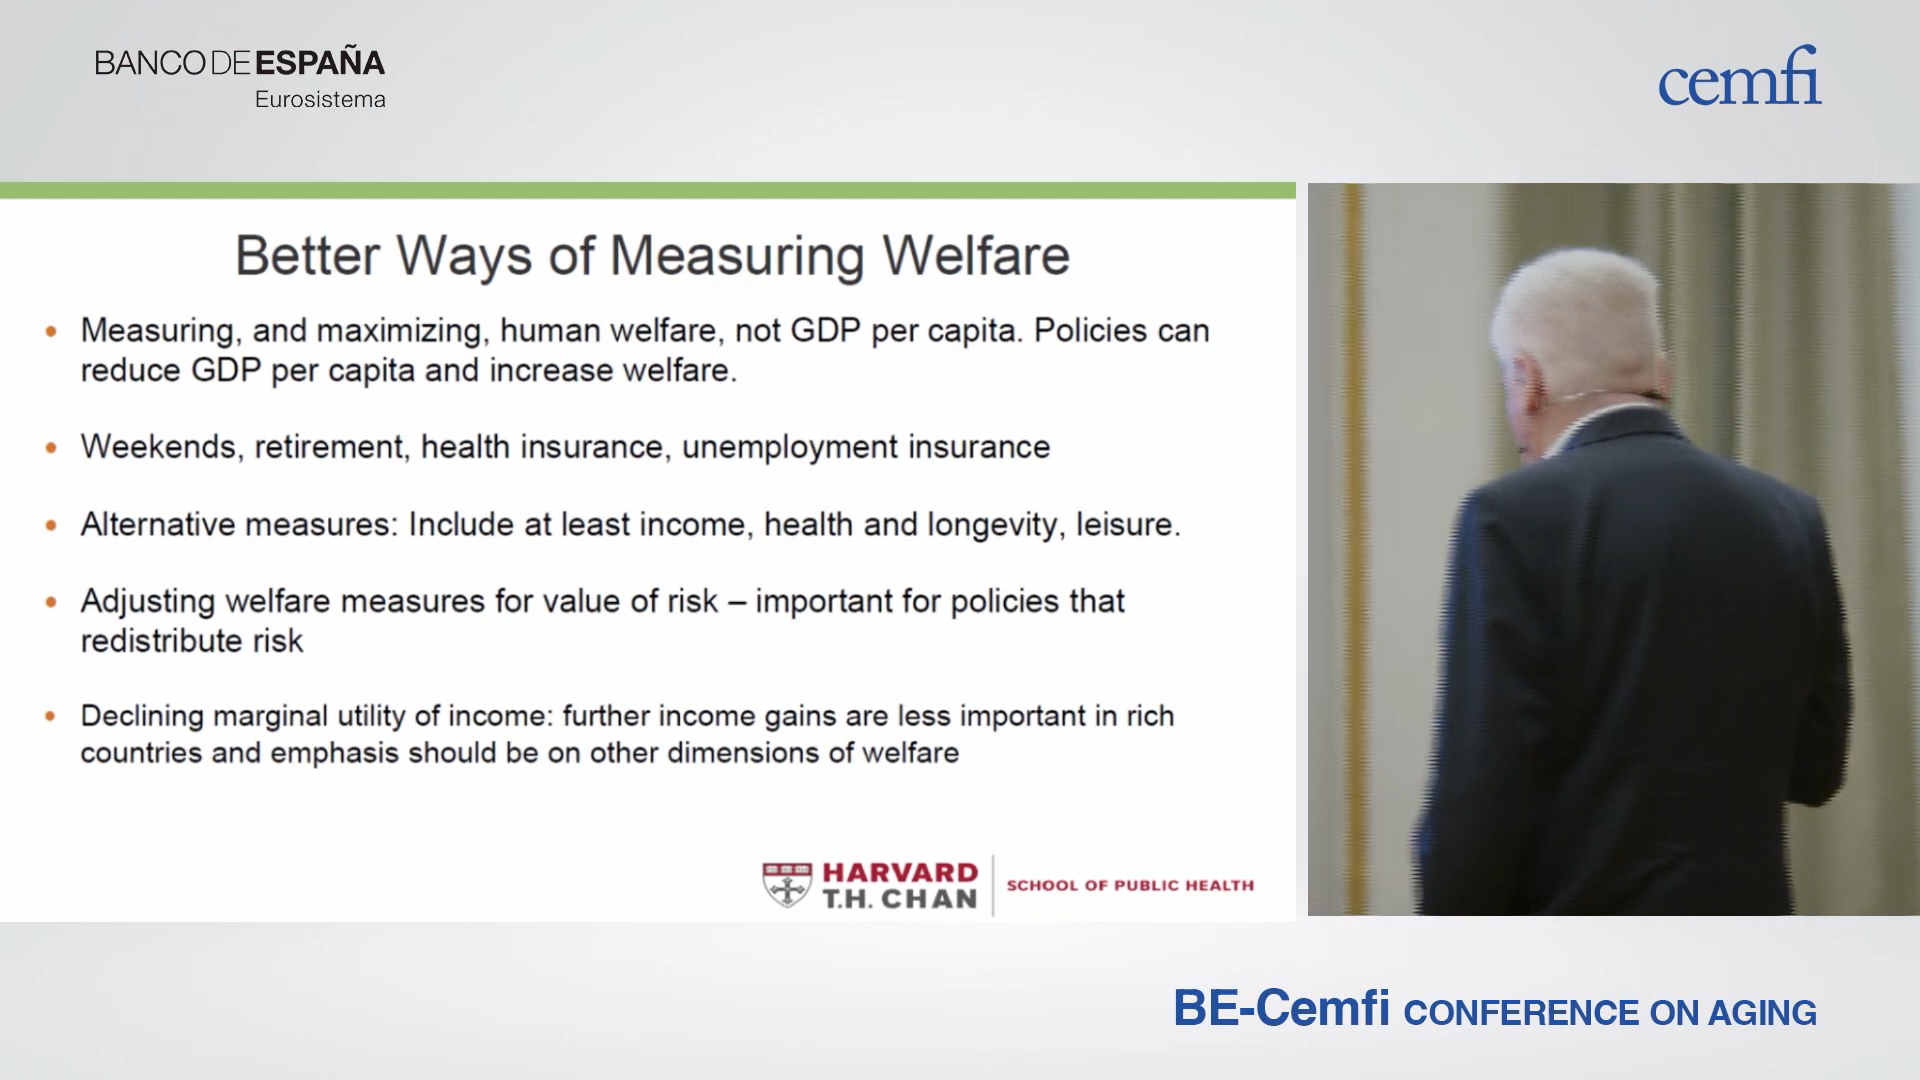 BANCO DE ESPAÑA
Eurosistema
cemfi
Better Ways of Measuring Welfare
• Measuring, and maximizing, human welfare, not GDP per capita. Policies can
reduce GDP per capita and increase welfare.
• Weekends, retirement, health insurance, unemployment insurance
• Alternative measures: Include at least income, health and longevity, leisure.
• Adjusting welfare measures for value of risk – important for policies that
redistribute risk
• Declining marginal utility of income: further income gains are less important in rich
countries and emphasis should be on other dimensions of welfare
HARVARD
T.H. CHAN
SCHOOL OF PUBLIC HEALTH
BE-Cemfi CONFERENCE ON AGING